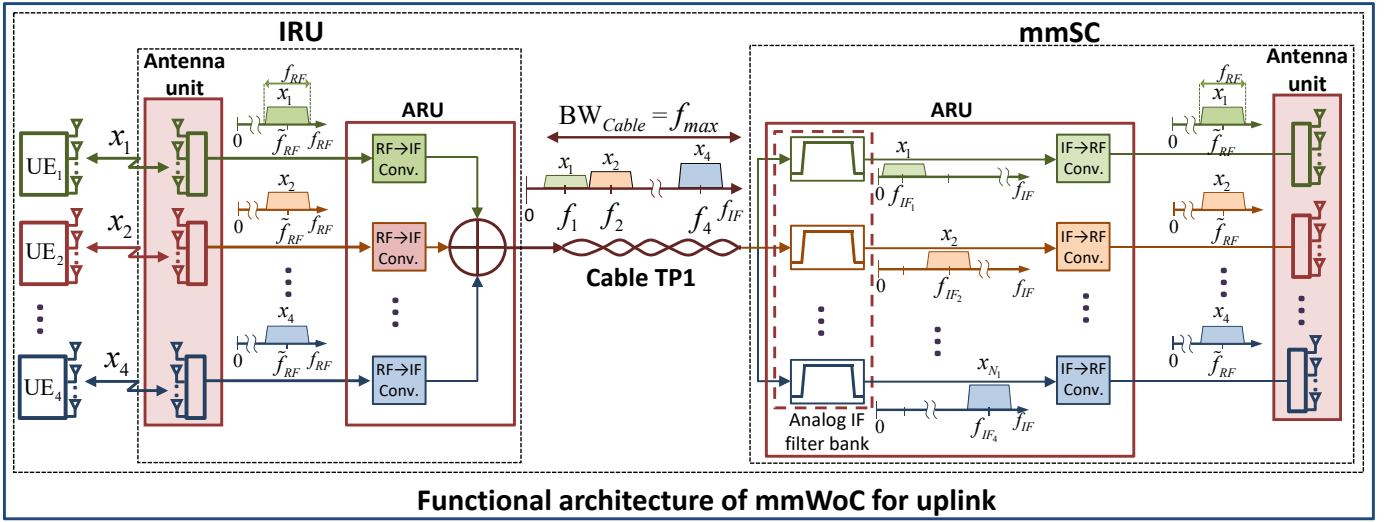 IRU
mmSC
Antenna
unit
f_RF
x_1
0 f̃_RF f_RF
ARU
BW_Cable = f_max
ARU
f_RF
x_1
0 f̃_RF
Antenna
unit
UE_1
x_1
RF→IF
Conv.
x_1 x_2 x_4
0 f_1 f_2 f_4 f_IF
x_1
0 f_IF_1 f_IF
IF→RF
Conv.
UE_2
x_2
x_2
0 f̃_RF f_RF
RF→IF
Conv.
Cable TP1
x_2
0 f_IF_2 f_IF
IF→RF
Conv.
x_2
0 f̃_RF
UE_4
x_4
x_4
0 f̃_RF f_RF
RF→IF
Conv.
x_N_1
0 f_IF_4 f_IF
IF→RF
Conv.
x_4
0 f̃_RF
Analog IF
filter bank
Functional architecture of mmWoC for uplink